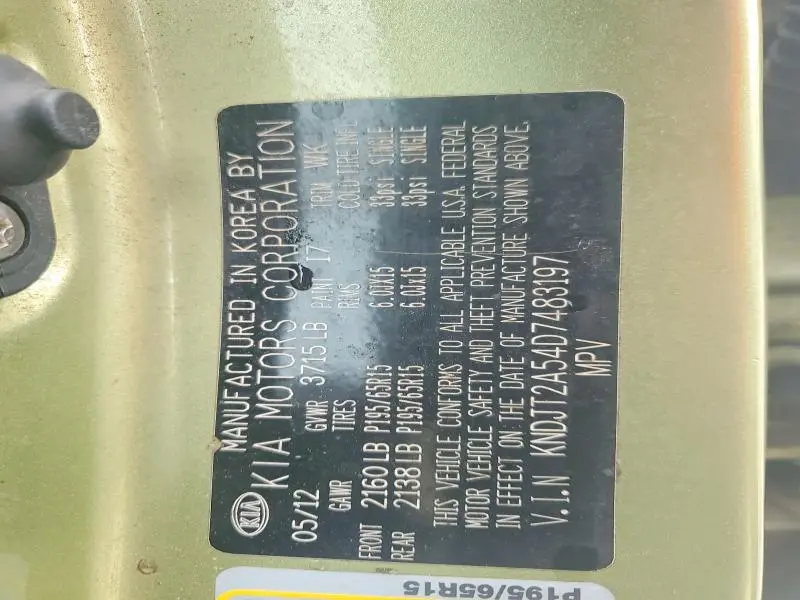 KIA
MANUFACTURED IN KOREA BY
KIA MOTORS CORPORATION
05/12 GVWR 3715 LB PAINT I7 TRIM WK
GAWR TIRES RIMS COLD TIRE INFL
FRONT 2160 LB P195/65R15 6.0Jx15 33psi SINGLE
REAR 2138 LB P195/65R15 6.0Jx15 33psi SINGLE
THIS VEHICLE CONFORMS TO ALL APPLICABLE U.S.A. FEDERAL
MOTOR VEHICLE SAFETY AND THEFT PREVENTION STANDARDS
IN EFFECT ON THE DATE OF MANUFACTURE SHOWN ABOVE.
V.I.N KNDJT2A54D7483197
MPV
P195/65R15